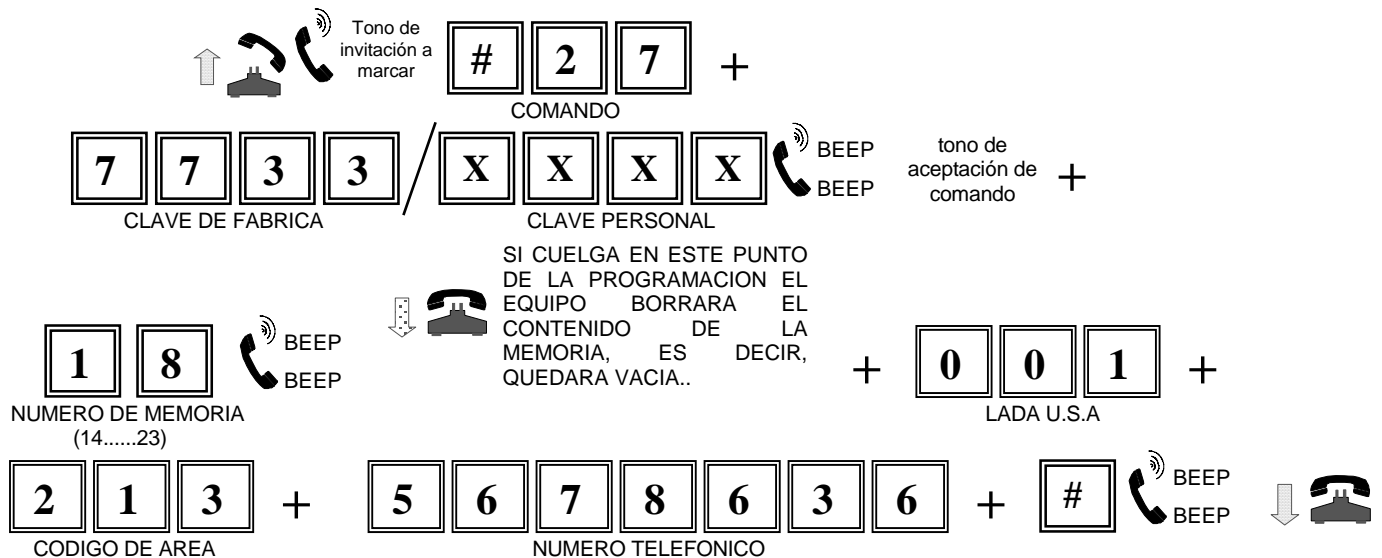 Tono de
invitación a
marcar
# 2 7 +
COMANDO
7 7 3 3 / X X X X BEEP
BEEP
tono de
aceptación de
comando +
CLAVE DE FABRICA
CLAVE PERSONAL
SI CUELGA EN ESTE PUNTO
DE LA PROGRAMACION EL
EQUIPO BORRARA EL
CONTENIDO DE LA
MEMORIA, ES DECIR,
QUEDARA VACIA..
1 8 BEEP
BEEP
NUMERO DE MEMORIA
(14......23)
+ 0 0 1 +
LADA U.S.A
2 1 3 + 5 6 7 8 6 3 6 + # BEEP
BEEP
CODIGO DE AREA
NUMERO TELEFONICO